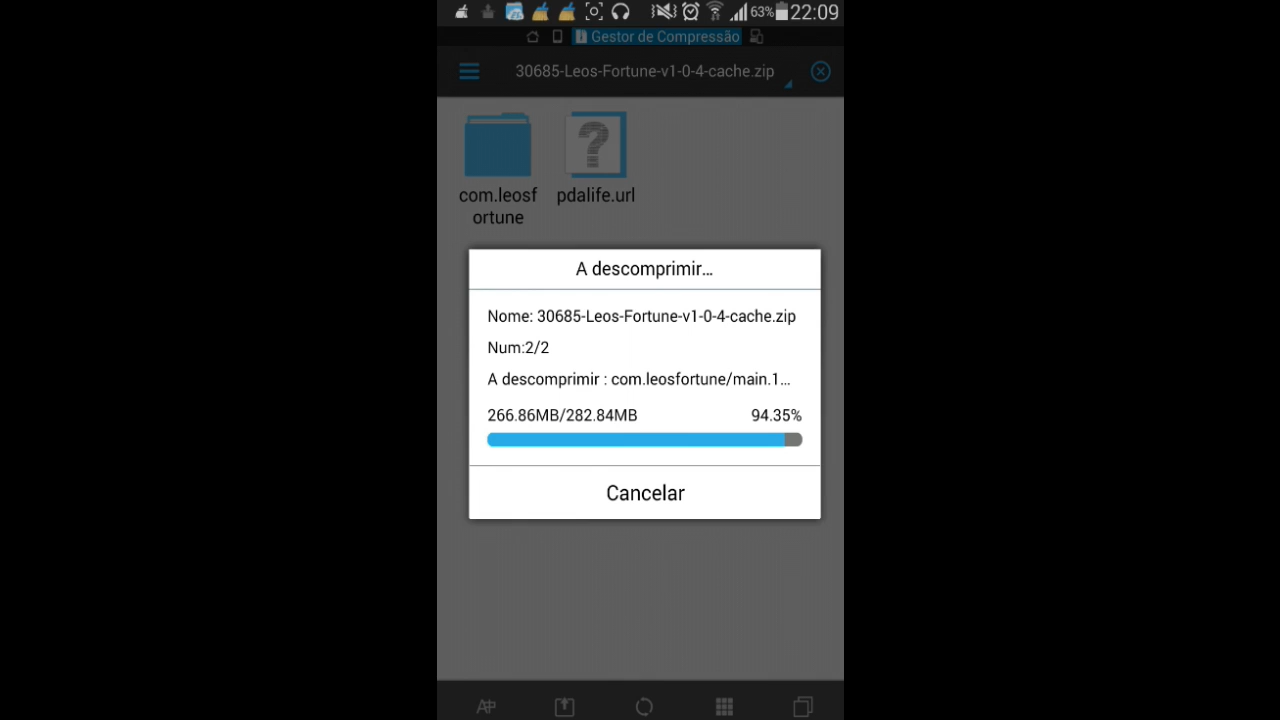 63% 22:09
Gestor de Compressão
30685-Leos-Fortune-v1-0-4-cache.zip
com.leosf
ortune
pdalife.url
A descomprimir...
Nome: 30685-Leos-Fortune-v1-0-4-cache.zip
Num:2/2
A descomprimir : com.leosfortune/main.1...
266.86MB/282.84MB 94.35%
Cancelar